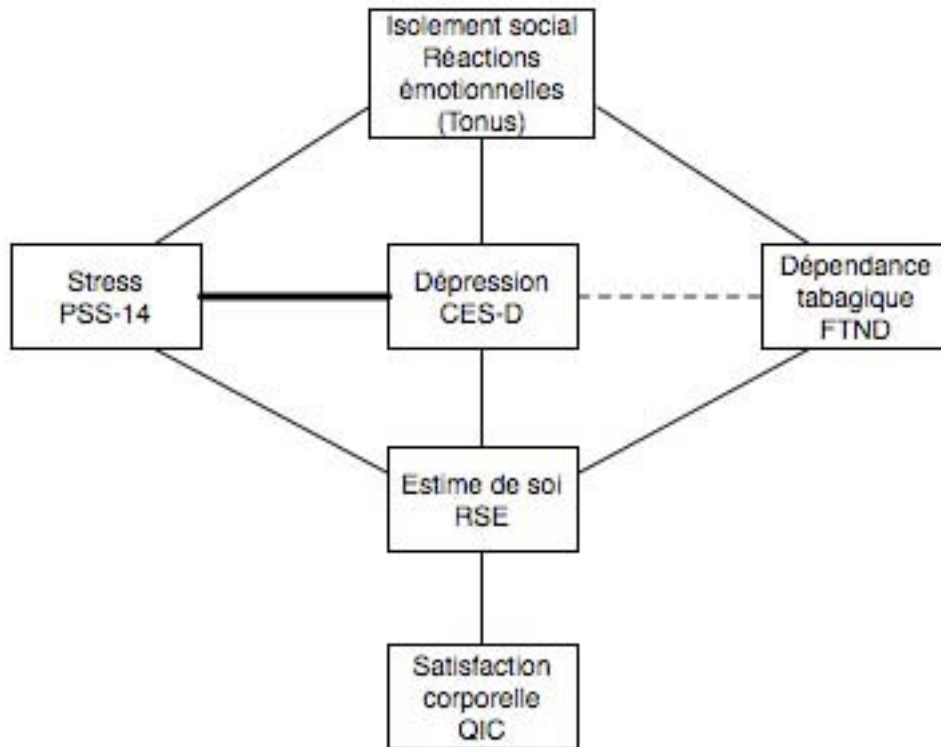 Isolement social
Réactions
émotionnelles
(Tonus)
Stress
PSS-14
Dépression
CES-D
Dépendance
tabagique
FTND
Estime de soi
RSE
Satisfaction
corporelle
QIC